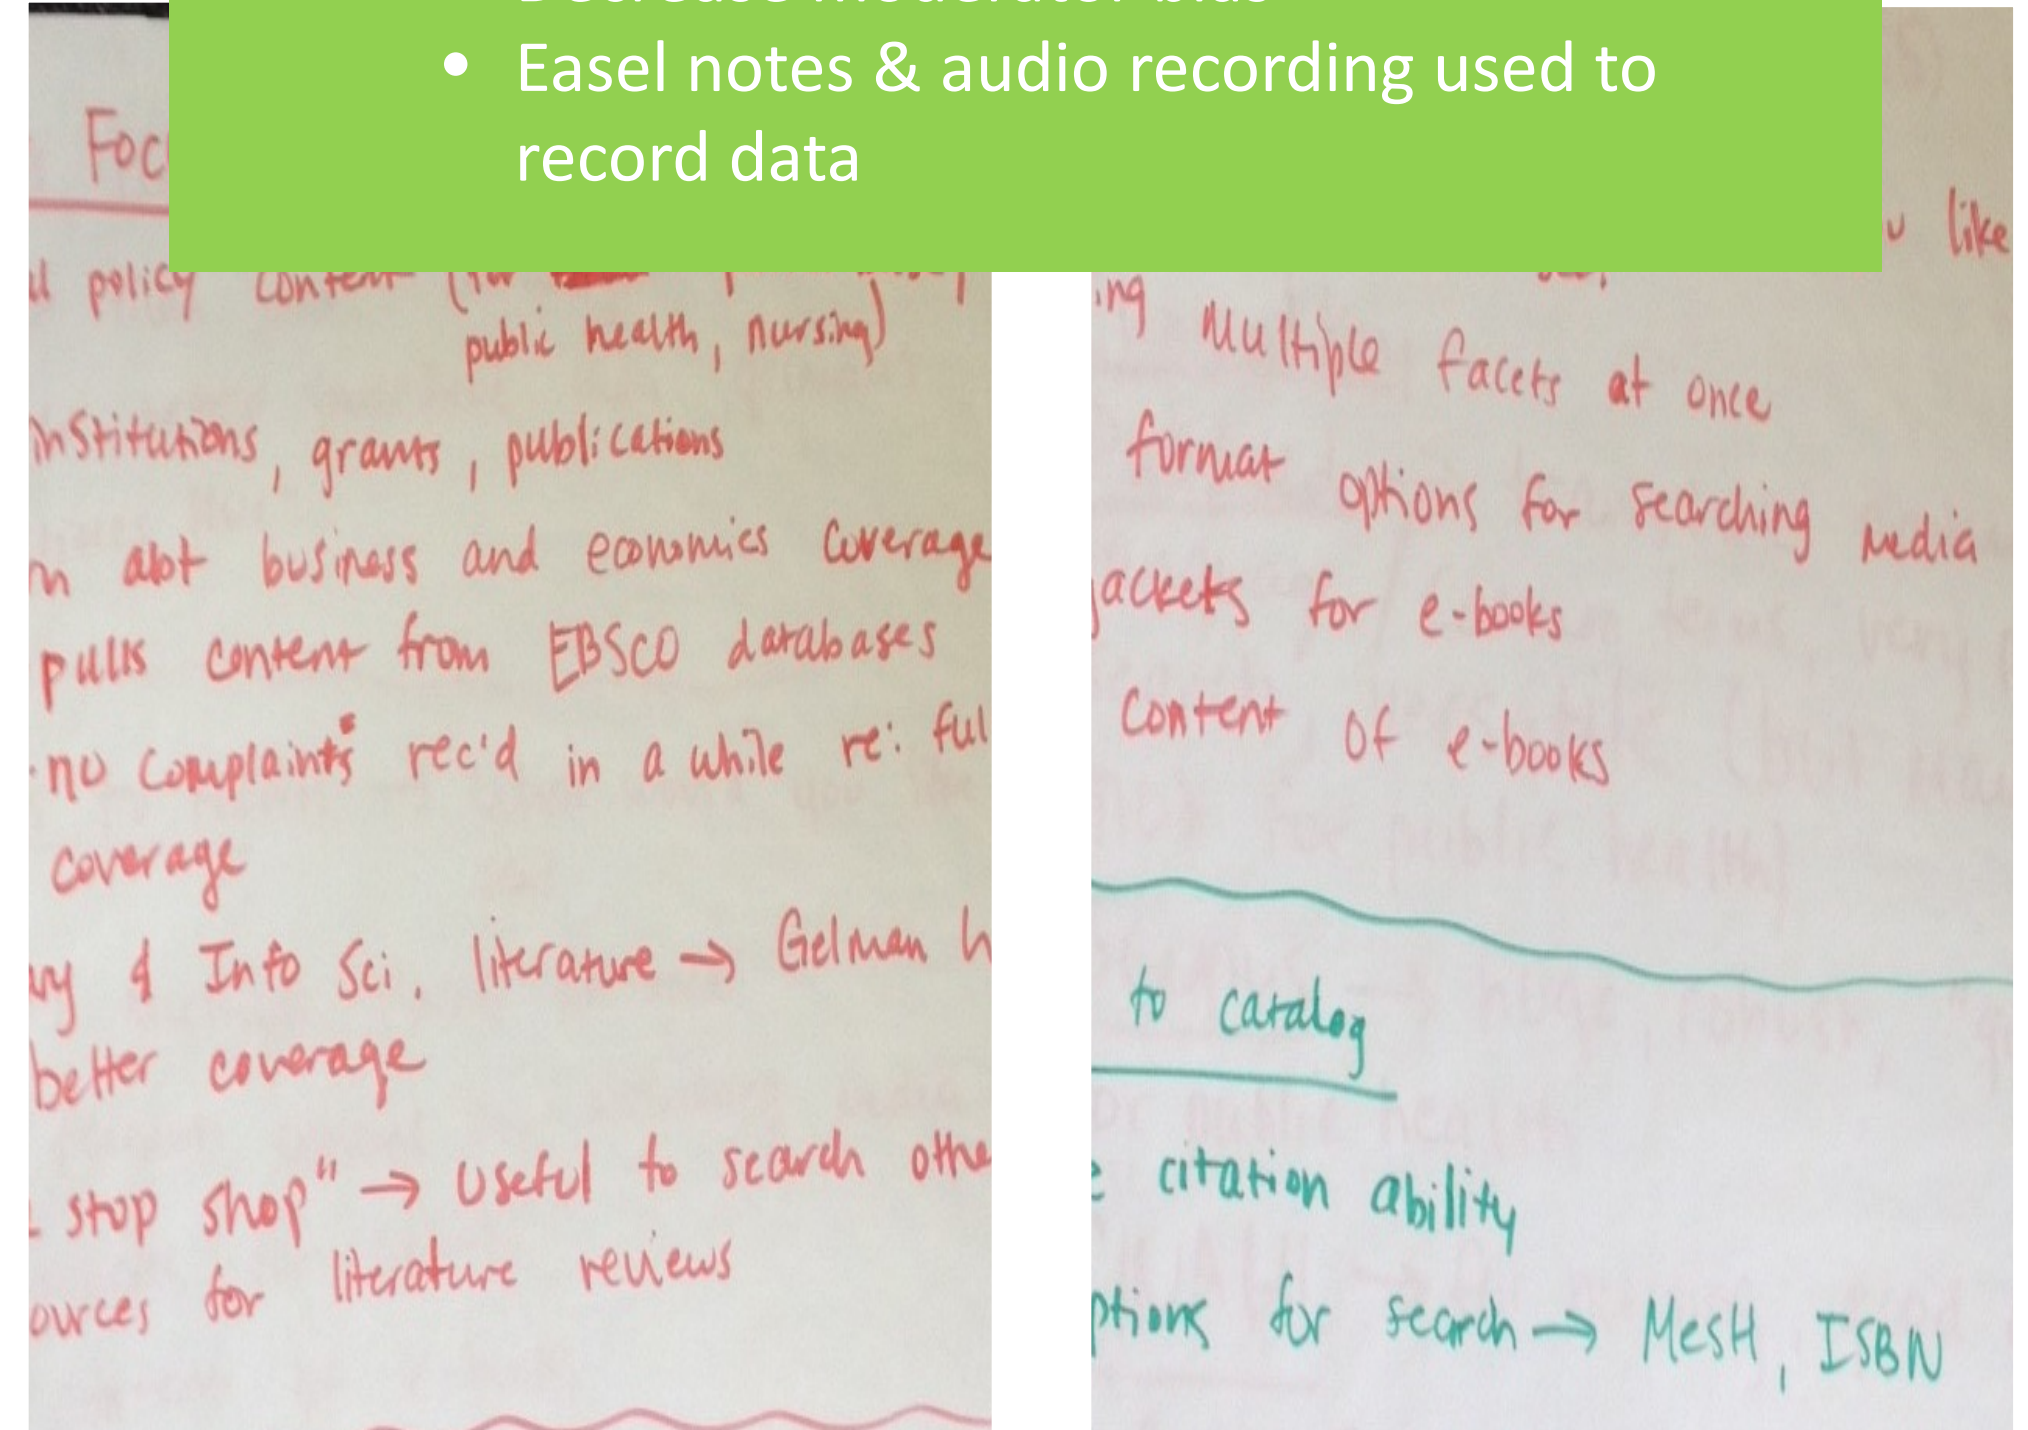 • Easel notes & audio recording used to
record data
Foc
policy content
public health, nursing)
institutions, grants, publications
abt business and economics coverage
pulls content from EBSCO databases
-no complaints rec'd in a while re: ful
coverage
& Info Sci. literature → Gelman h
better coverage
stop shop" → useful to search othe
ources for literature reviews
u like
ing multiple facets at once
format options for searching media
jackets for e-books
content of e-books
to catalog
e citation ability
ptions for search → MesH, ISBN